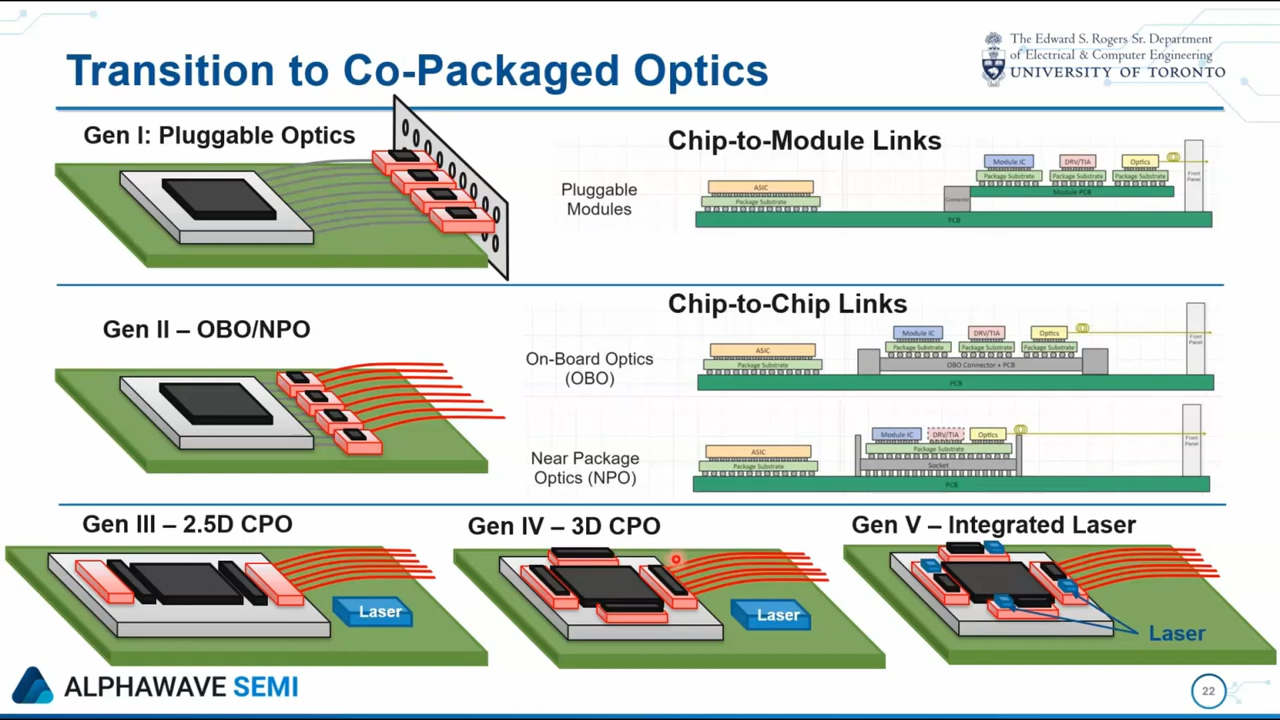 Transition to Co-Packaged Optics
The Edward S. Rogers Sr. Department
of Electrical & Computer Engineering
UNIVERSITY OF TORONTO
Gen I: Pluggable Optics
Chip-to-Module Links
Pluggable
Modules
ASIC
Package Substrate
Module IC
DRV/TIA
Optics
Package Substrate
Package Substrate
Package Substrate
Module PCB
Connector
Front
Panel
PCB
Gen II – OBO/NPO
Chip-to-Chip Links
On-Board Optics
(OBO)
ASIC
Package Substrate
Module IC
DRV/TIA
Optics
Package Substrate
Package Substrate
Package Substrate
OBO Connector + PCB
Front
Panel
PCB
Near Package
Optics (NPO)
ASIC
Package Substrate
Module IC
DRV/TIA
Optics
Package Substrate
Socket
Front
Panel
PCB
Gen III – 2.5D CPO
Laser
Gen IV – 3D CPO
Laser
Gen V – Integrated Laser
Laser
ALPHAWAVE SEMI
22